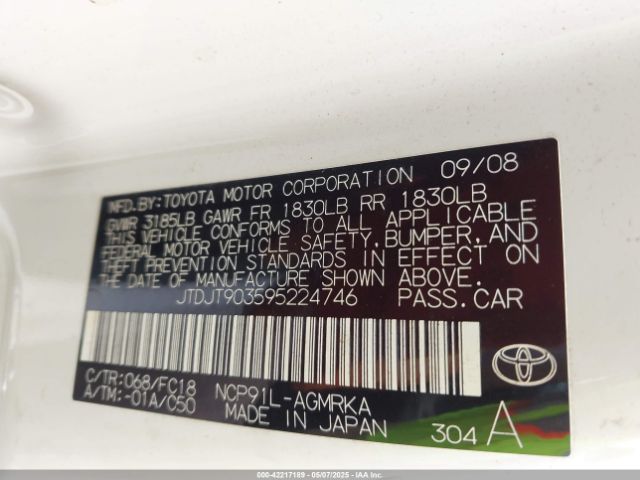 MFD.BY:TOYOTA MOTOR CORPORATION 09/08
GVWR 3185LB GAWR FR 1830LB RR 1830LB
THIS VEHICLE CONFORMS TO ALL APPLICABLE
FEDERAL MOTOR VEHICLE SAFETY,BUMPER,AND
THEFT PREVENTION STANDARDS IN EFFECT ON
THE DATE OF MANUFACTURE SHOWN ABOVE.
JTDJT903595224746 PASS.CAR
C/TR:068/FC18 NCP91L-AGMRKA
A/TM:-01A/C50 MADE IN JAPAN
304 A
TOYOTA
000-42217189 - 05/07/2025 - IAA Inc.